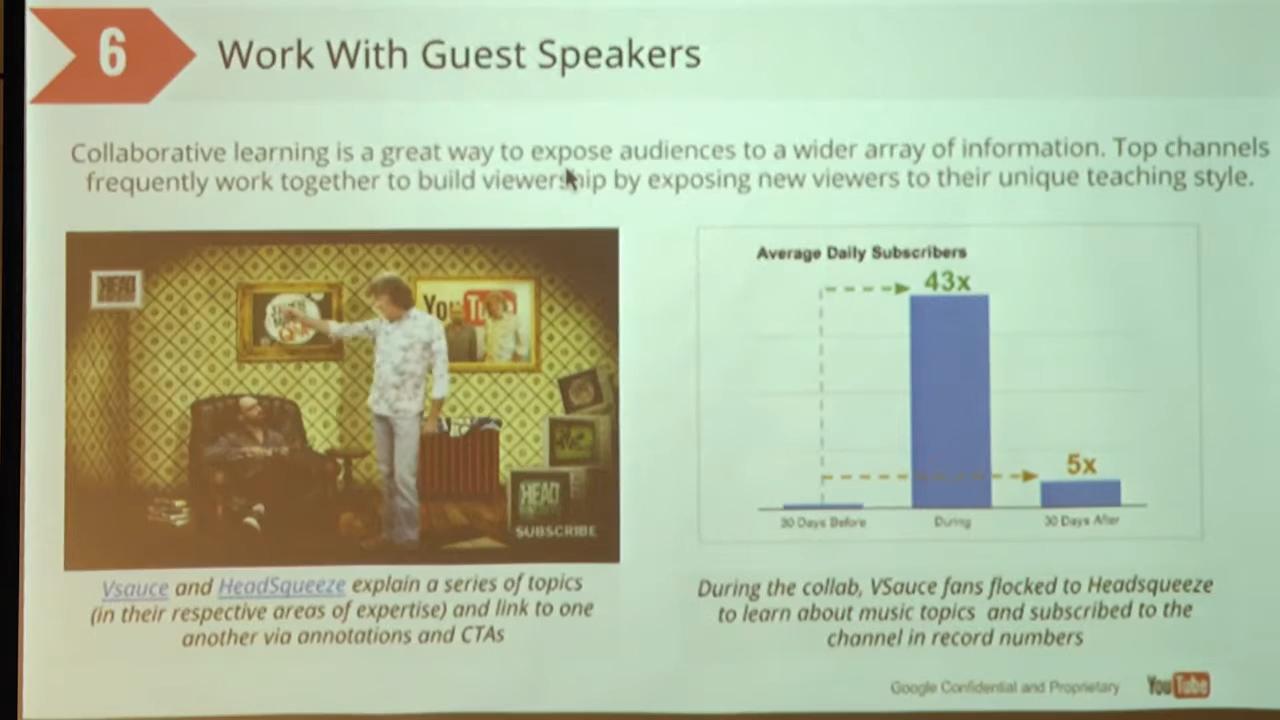 6
Work With Guest Speakers
Collaborative learning is a great way to expose audiences to a wider array of information. Top channels
frequently work together to build viewership by exposing new viewers to their unique teaching style.
HEAD
YouTube
HEAD
SUBSCRIBE
Vsauce and HeadSqueeze explain a series of topics
(in their respective areas of expertise) and link to one
another via annotations and CTAs
Average Daily Subscribers
43x
5x
30 Days Before
During
30 Days After
During the collab, VSauce fans flocked to Headsqueeze
to learn about music topics and subscribed to the
channel in record numbers
Google Confidential and Proprietary
YouTube